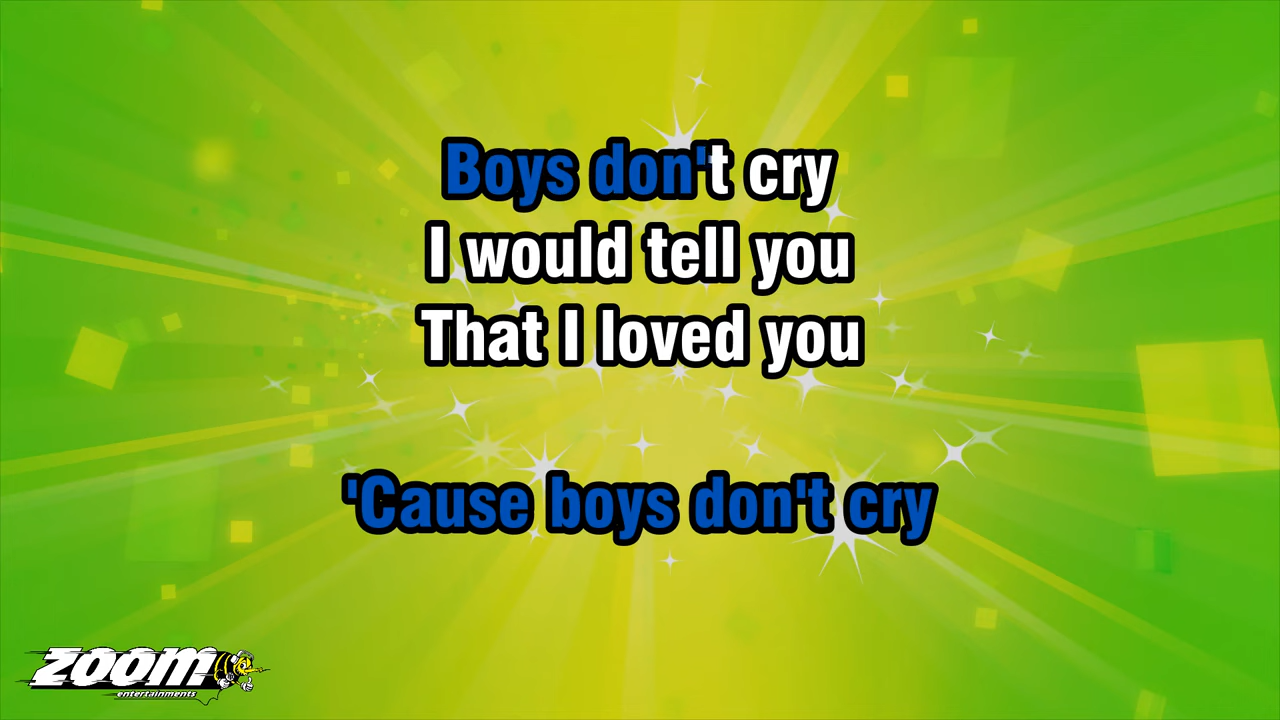 Boys don't cry
I would tell you
That I loved you
'Cause boys don't cry
zoom
entertainments